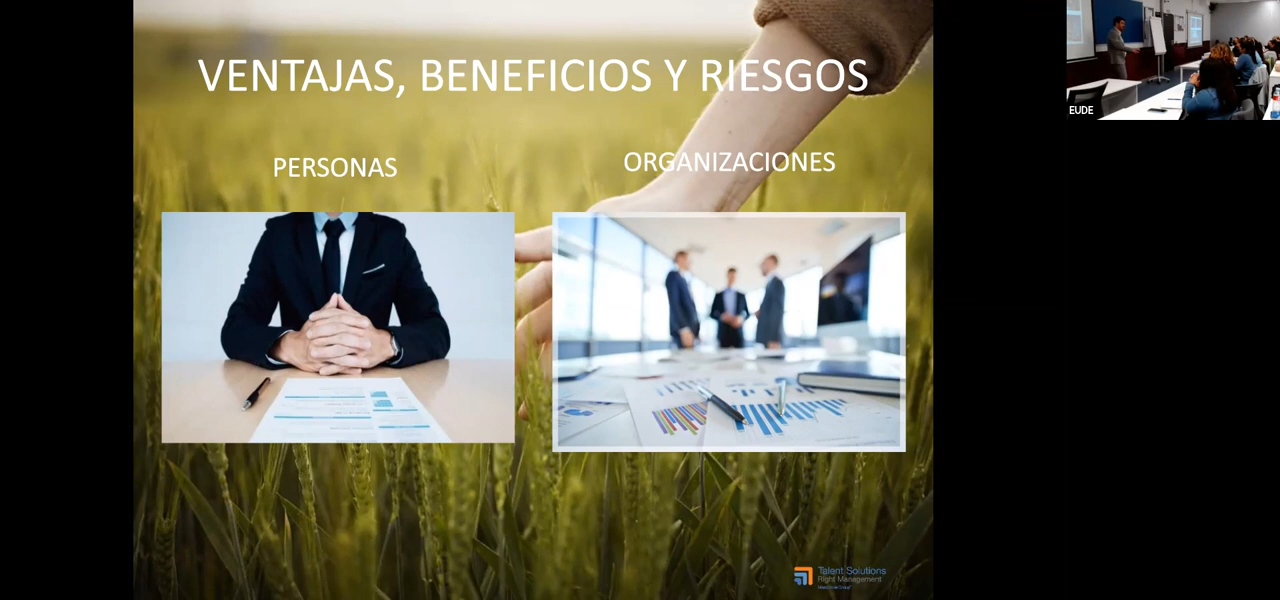 VENTAJAS, BENEFICIOS Y RIESGOS
PERSONAS
ORGANIZACIONES
Talent Solutions
Right Management
EUDE